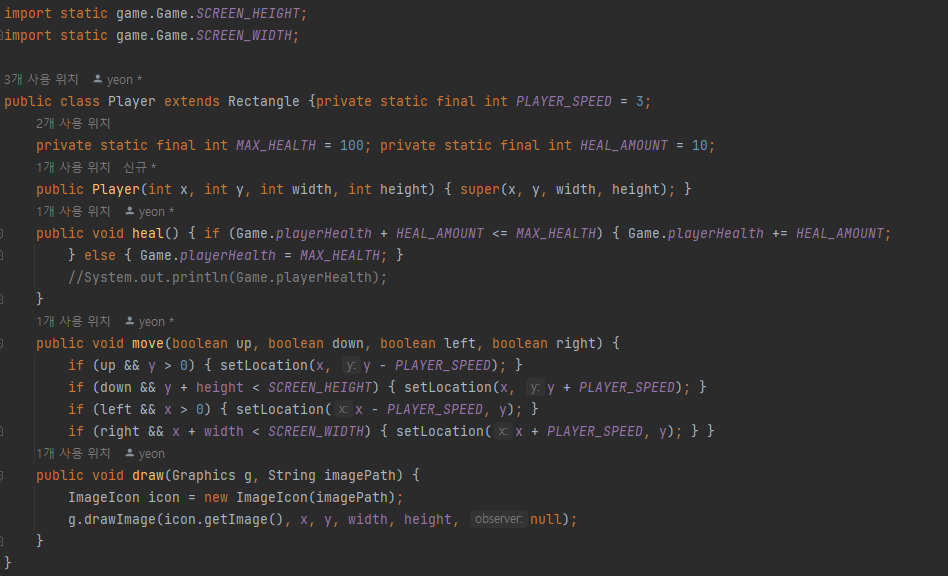 import static game.Game.SCREEN_HEIGHT;
import static game.Game.SCREEN_WIDTH;
3개 사용 위치 yeon *
public class Player extends Rectangle {private static final int PLAYER_SPEED = 3;
2개 사용 위치
private static final int MAX_HEALTH = 100; private static final int HEAL_AMOUNT = 10;
1개 사용 위치 신규 *
public Player(int x, int y, int width, int height) { super(x, y, width, height); }
1개 사용 위치 yeon *
public void heal() { if (Game.playerHealth + HEAL_AMOUNT <= MAX_HEALTH) { Game.playerHealth += HEAL_AMOUNT;
} else { Game.playerHealth = MAX_HEALTH; }
//System.out.println(Game.playerHealth);
}
1개 사용 위치 yeon *
public void move(boolean up, boolean down, boolean left, boolean right) {
if (up && y > 0) { setLocation(x, y: y - PLAYER_SPEED); }
if (down && y + height < SCREEN_HEIGHT) { setLocation(x, y: y + PLAYER_SPEED); }
if (left && x > 0) { setLocation( x: x - PLAYER_SPEED, y); }
if (right && x + width < SCREEN_WIDTH) { setLocation( x: x + PLAYER_SPEED, y); } }
1개 사용 위치 yeon
public void draw(Graphics g, String imagePath) {
ImageIcon icon = new ImageIcon(imagePath);
g.drawImage(icon.getImage(), x, y, width, height, observer: null);
}
}